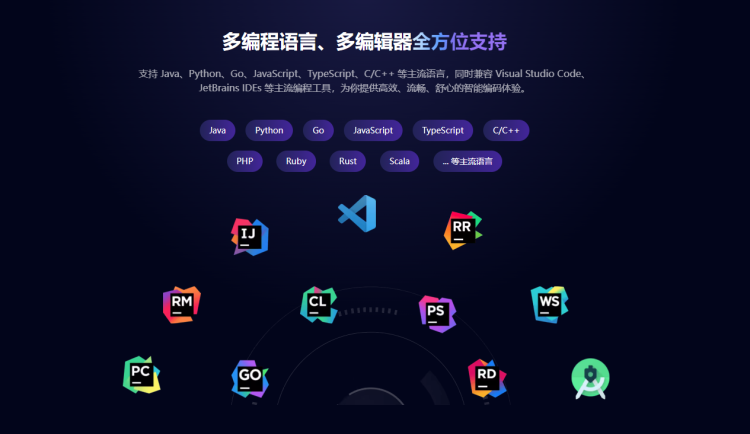 多编程语言、多编辑器全方位支持
支持 Java、Python、Go、JavaScript、TypeScript、C/C++ 等主流语言，同时兼容 Visual Studio Code、
JetBrains IDEs 等主流编程工具，为你提供高效、流畅、舒心的智能编码体验。
Java Python Go JavaScript TypeScript C/C++
PHP Ruby Rust Scala ... 等主流语言
IJ RR
RM CL PS WS
PC GO RD